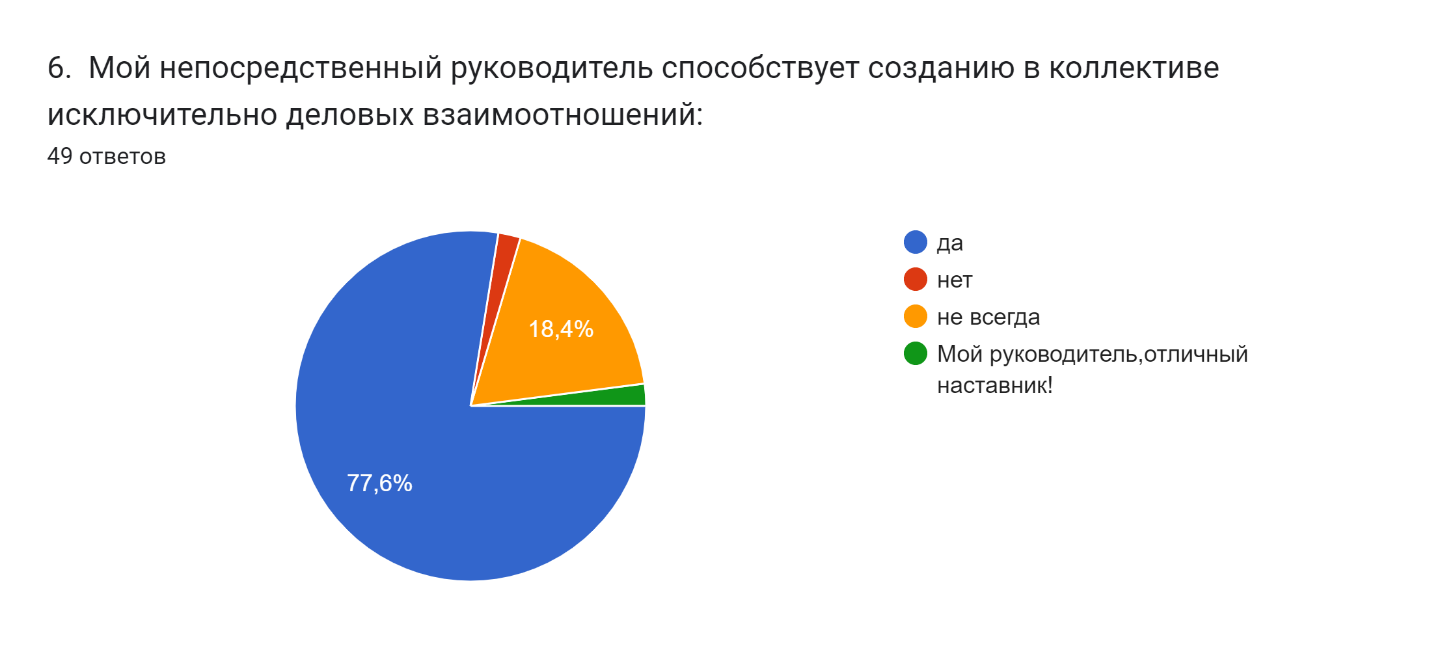 6. Мой непосредственный руководитель способствует созданию в коллективе
исключительно деловых взаимоотношений:
49 ответов
да
нет
не всегда
Мой руководитель,отличный
наставник!
18,4%
77,6%